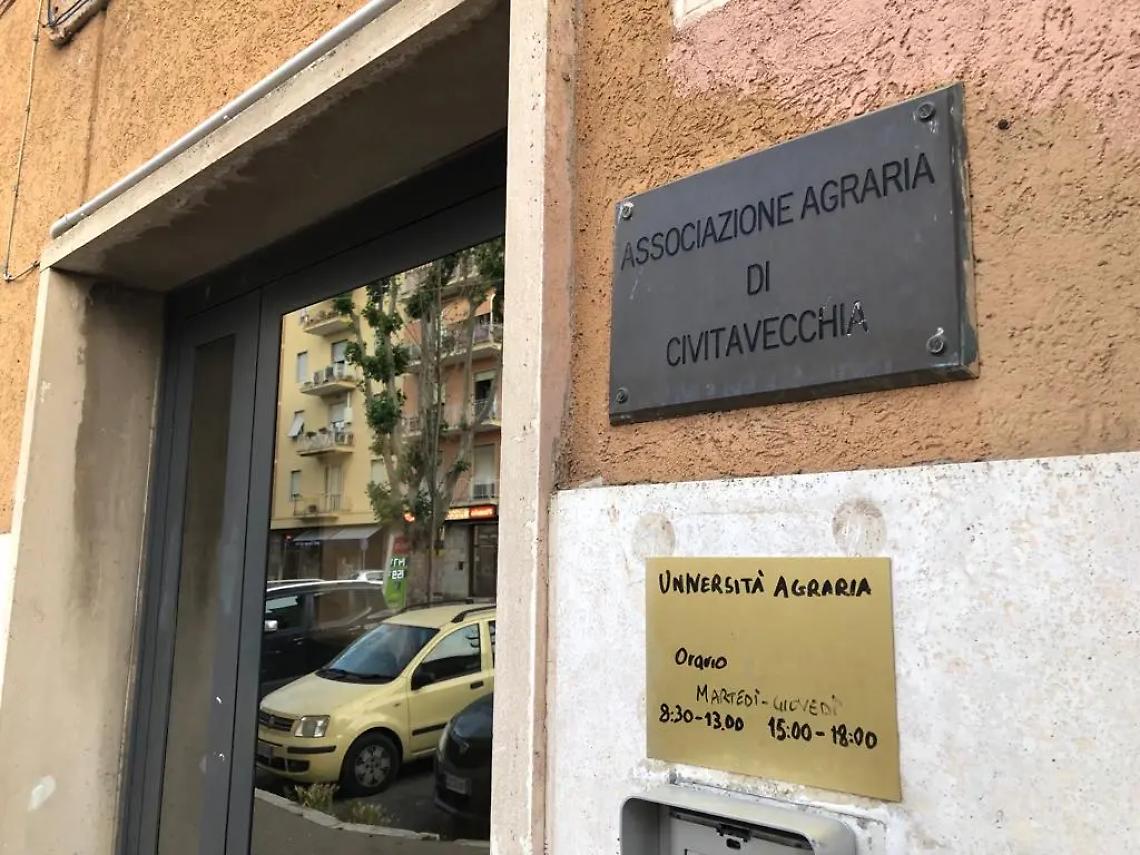 ASSOCIAZIONE AGRARIA
DI
CIVITAVECCHIA
UNIVERSITÀ AGRARIA
Orario
MARTEDÌ-GIOVEDÌ
8:30-13.00 15:00-18:00